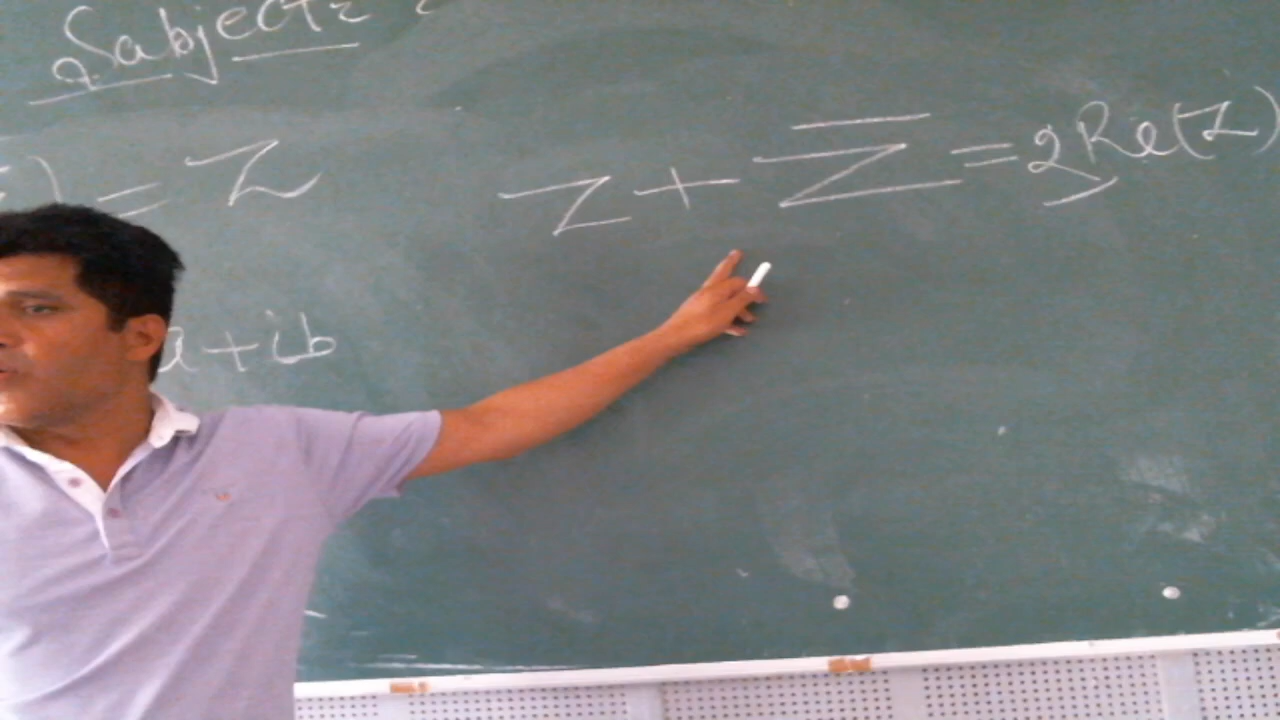 Subject:
) = Z
Z + Z̅ = 2Re(Z)
a+ib